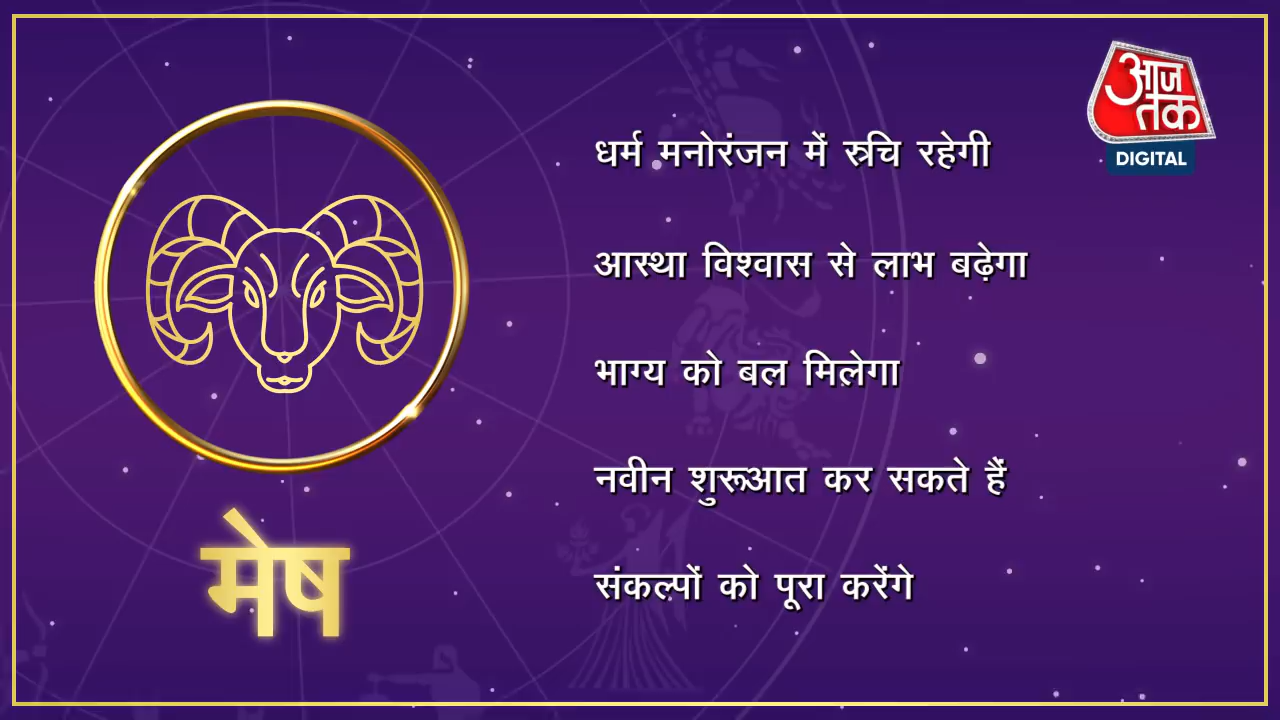 आज
तक
DIGITAL
धर्म मनोरंजन में रुचि रहेगी
आस्था विश्वास से लाभ बढ़ेगा
भाग्य को बल मिलेगा
नवीन शुरूआत कर सकते हैं
संकल्पों को पूरा करेंगे
मेष